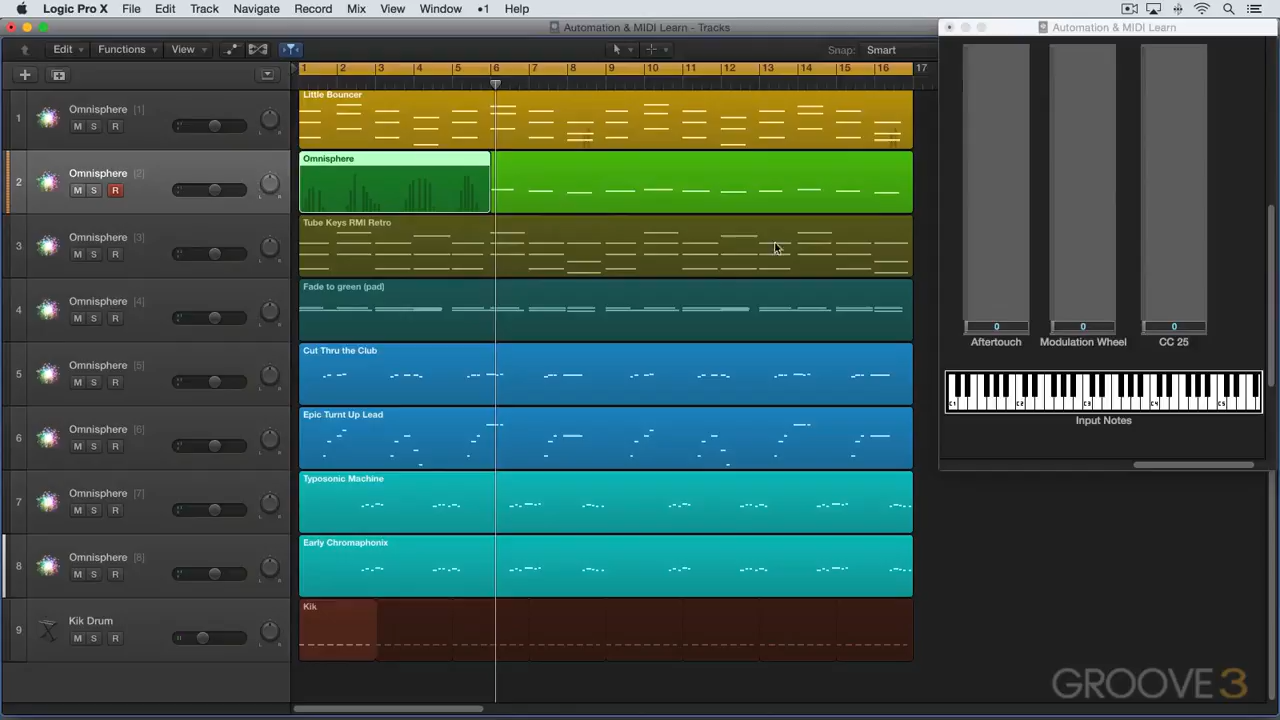 Logic Pro X File Edit Track Navigate Record Mix View Window •1 Help
Automation & MIDI Learn - Tracks
Automation & MIDI Learn
Edit Functions View Snap: Smart
1 2 3 4 5 6 7 8 9 10 11 12 13 14 15 16 17
Little Bouncer
1 Omnisphere [1]
M S R
Omnisphere
2 Omnisphere [2]
M S R
Tube Keys RMI Retro
3 Omnisphere [3]
M S R
Fade to green (pad)
4 Omnisphere [4]
M S R
Cut Thru the Club
5 Omnisphere [5]
M S R
Epic Turnt Up Lead
6 Omnisphere [6]
M S R
Typosonic Machine
7 Omnisphere [7]
M S R
Early Chromaphonix
8 Omnisphere [8]
M S R
Kik
9 Kik Drum
M S R
0 0 0
Aftertouch Modulation Wheel CC 25
C1 C2 C3 C4 C5
Input Notes
GROOVE3